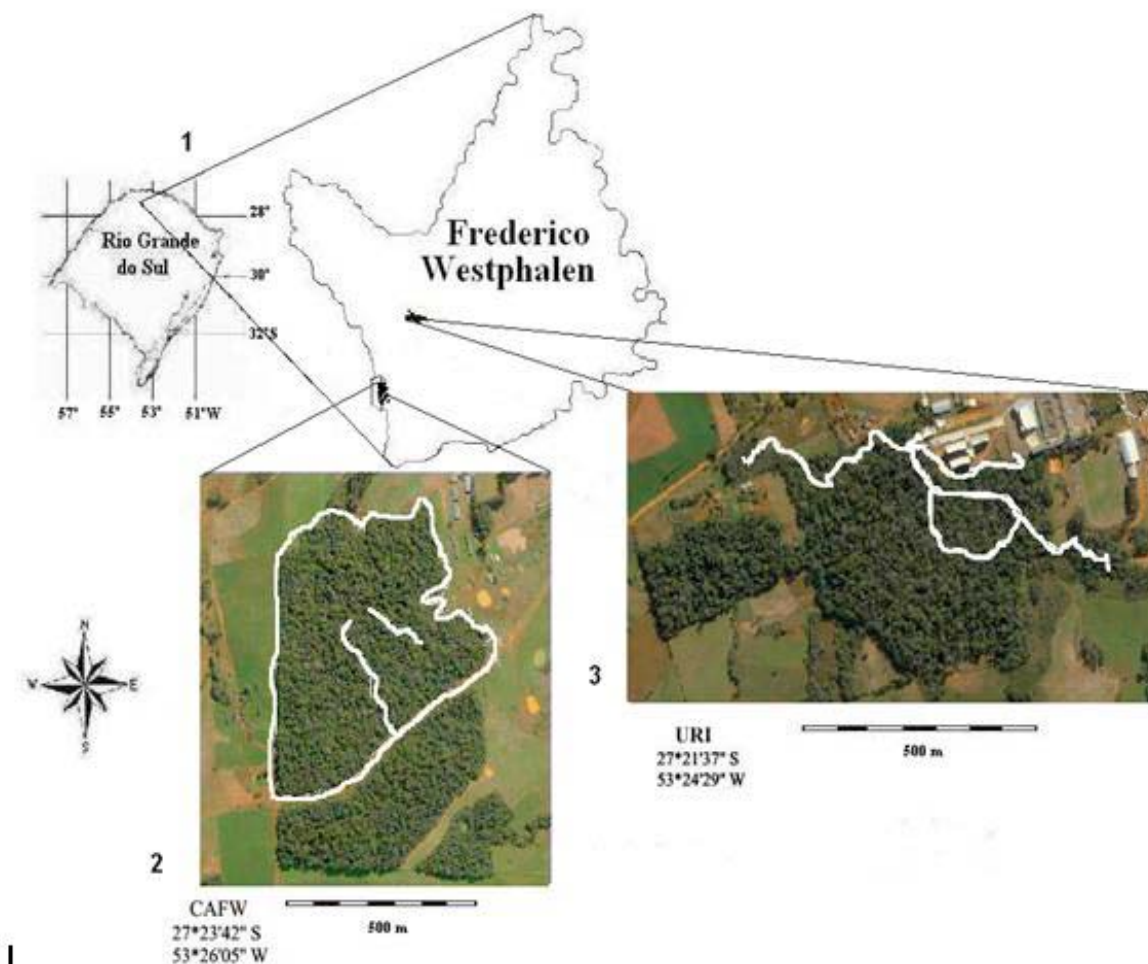 1
Rio Grande
do Sul
28°
30°
32°S
57°
55°
53°
51°W
Frederico
Westphalen
N
W
E
S
2
CAFW
27*23'42" S
53*26'05" W
500 m
3
URI
27*21'37" S
53*24'29" W
500 m